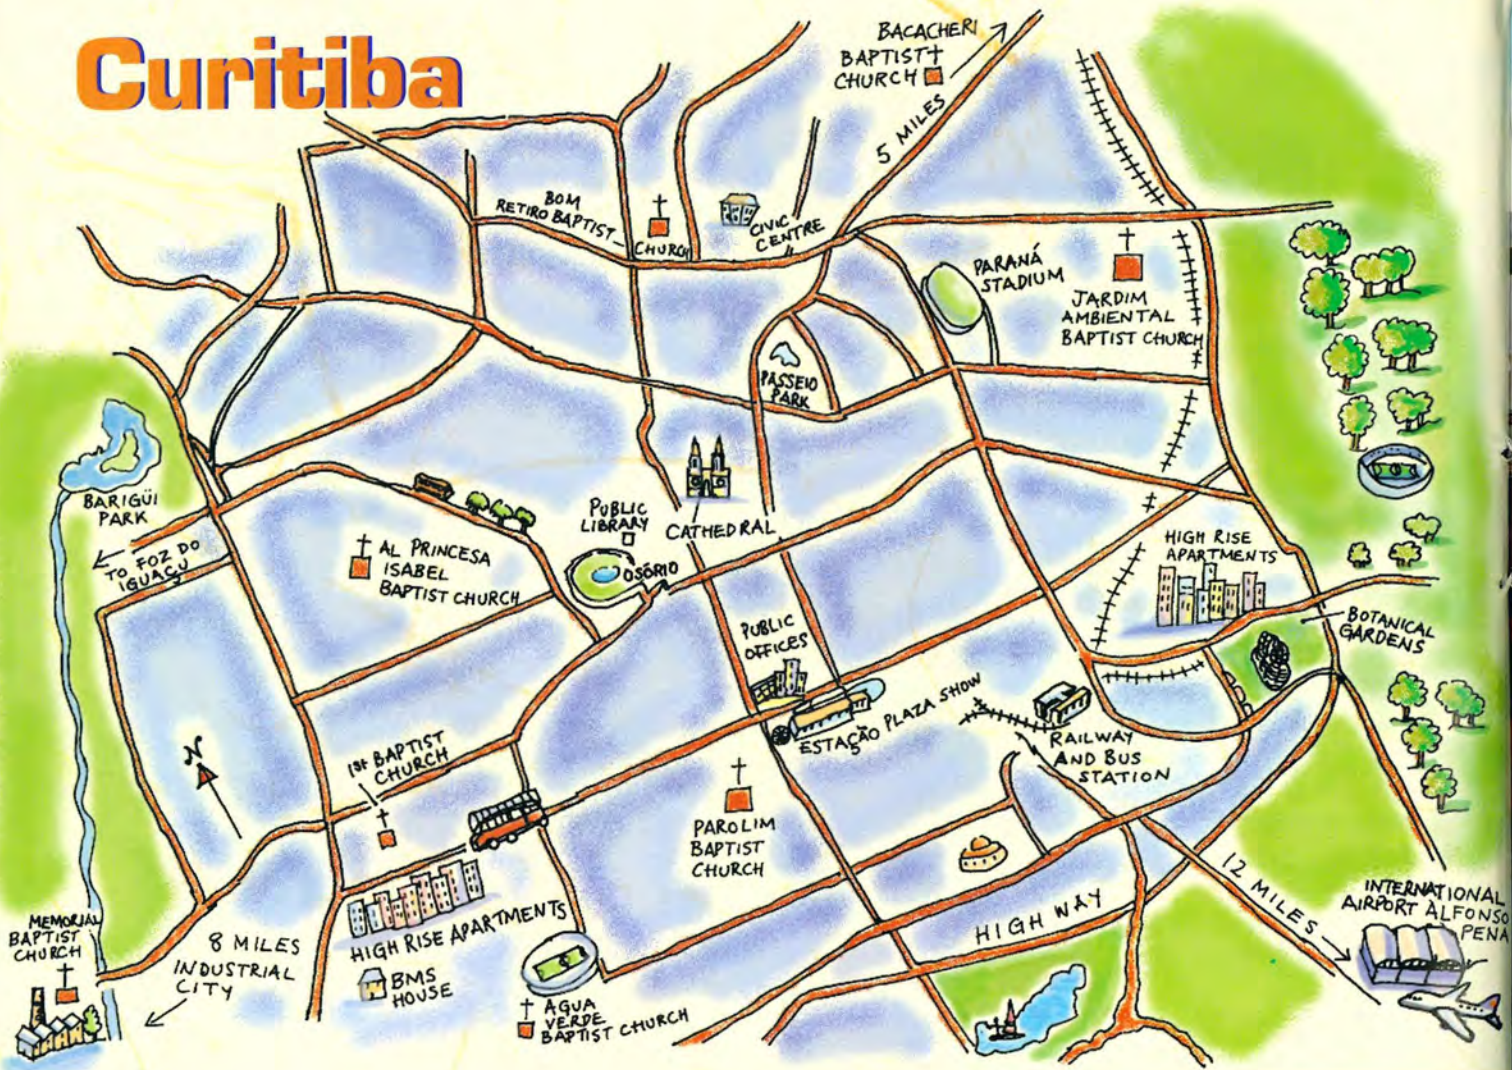 Curitiba
BACACHERI
BAPTIST
CHURCH
5 MILES
BOM
RETIRO BAPTIST
CHURCH
CIVIC
CENTRE
PARANÁ
STADIUM
JARDIM
AMBIENTAL
BAPTIST CHURCH
PASSEIO
PARK
BARIGÜI
PARK
TO FOZ DO
IGUAÇU
AL PRINCESA
ISABEL
BAPTIST CHURCH
PUBLIC
LIBRARY
CATHEDRAL
OSÓRIO
HIGH RISE
APARTMENTS
BOTANICAL
GARDENS
PUBLIC
OFFICES
ESTAÇÃO PLAZA SHOW
RAILWAY
AND BUS
STATION
N
1st BAPTIST
CHURCH
PAROLIM
BAPTIST
CHURCH
HIGH RISE APARTMENTS
BMS
HOUSE
AGUA
VERDE
BAPTIST CHURCH
MEMORIAL
BAPTIST
CHURCH
8 MILES
INDUSTRIAL
CITY
HIGH WAY
12 MILES
INTERNATIONAL
AIRPORT ALFONSO
PENA